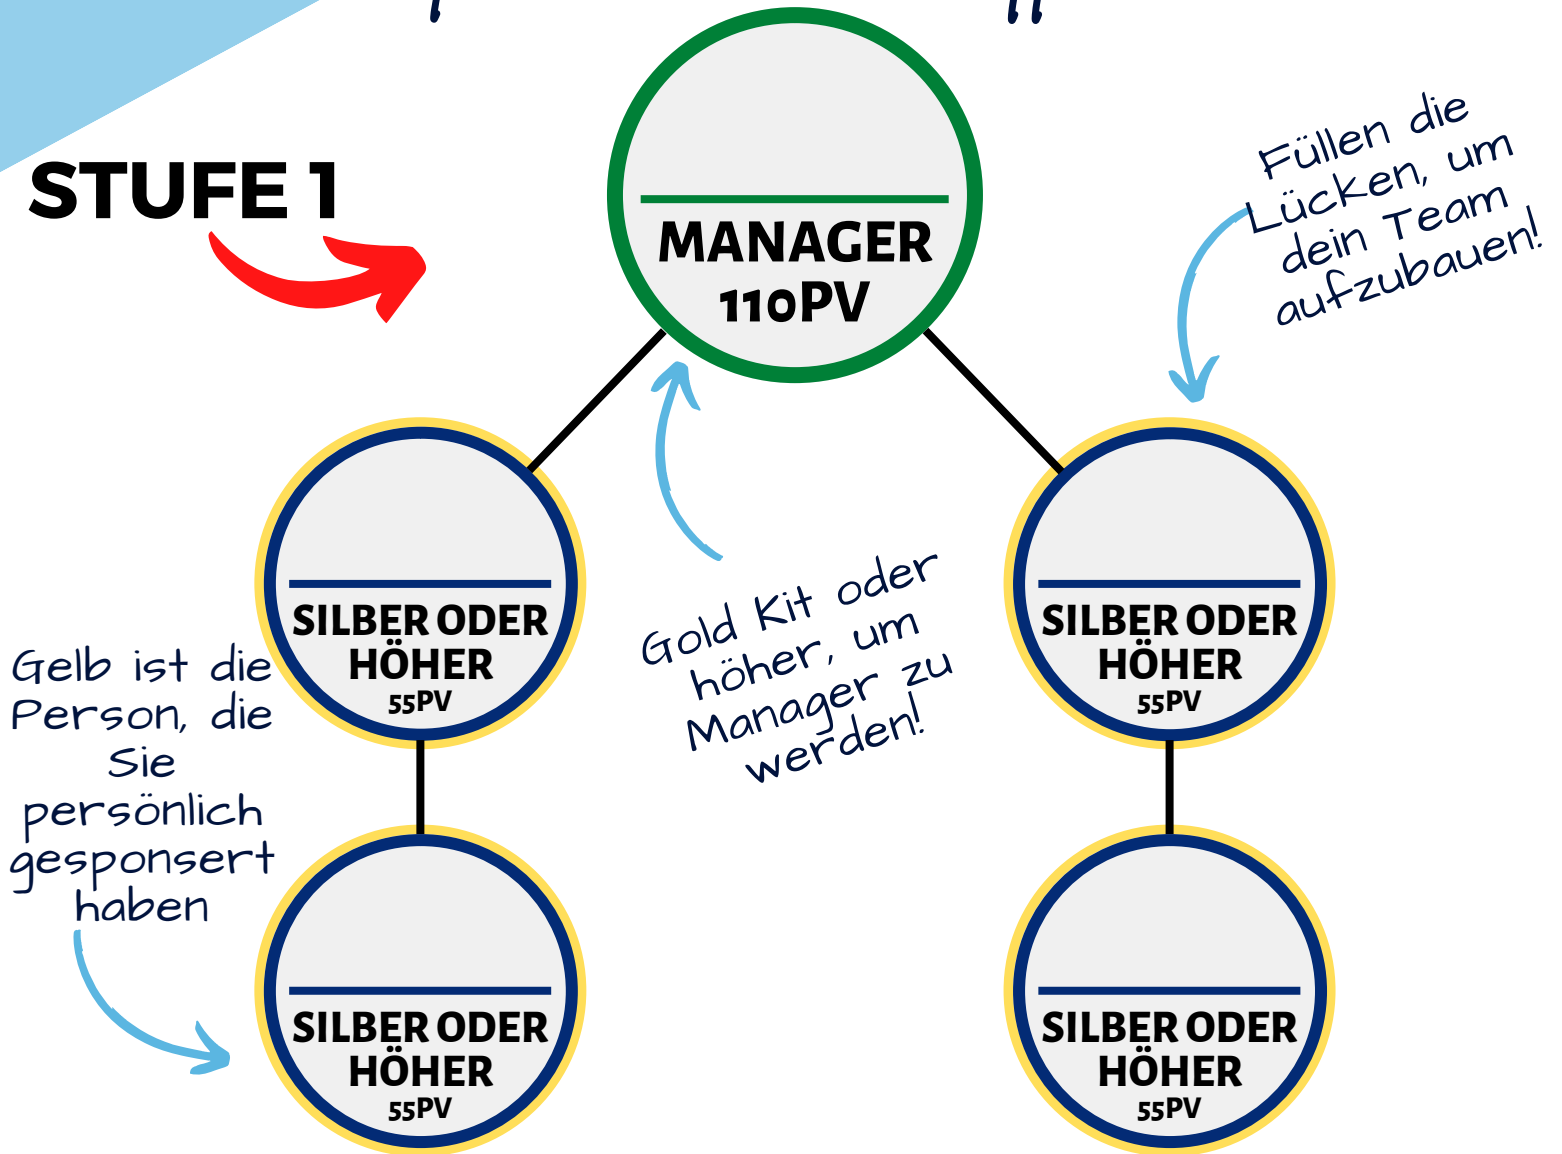 STUFE 1
MANAGER
110PV
Füllen die
Lücken, um
dein Team
aufzubauen!
SILBER ODER
HÖHER
55PV
Gold Kit oder
höher, um
Manager zu
werden!
SILBER ODER
HÖHER
55PV
Gelb ist die
Person, die
Sie
persönlich
gesponsert
haben
SILBER ODER
HÖHER
55PV
SILBER ODER
HÖHER
55PV